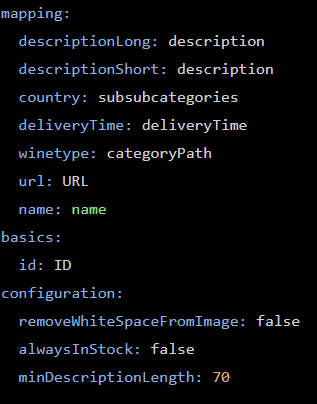 mapping:
  descriptionLong: description
  descriptionShort: description
  country: subsubcategories
  deliveryTime: deliveryTime
  winetype: categoryPath
  url: URL
  name: name
basics:
  id: ID
configuration:
  removeWhiteSpaceFromImage: false
  alwaysInStock: false
  minDescriptionLength: 70